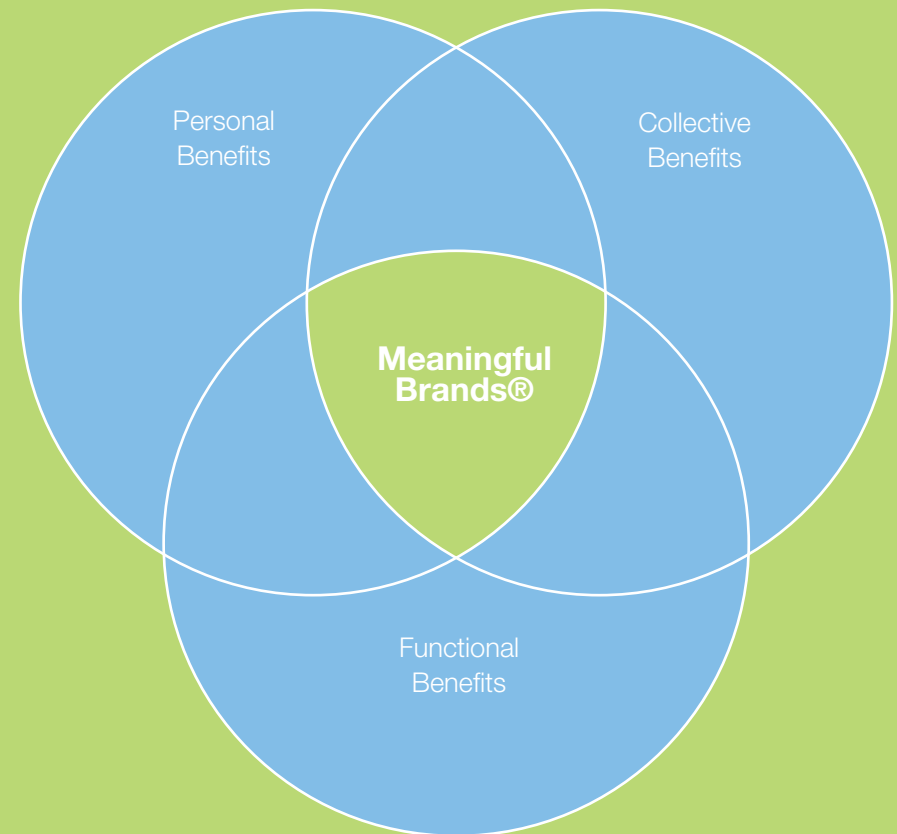 Personal
Benefits
Collective
Benefits
Meaningful
Brands®
Functional
Benefits